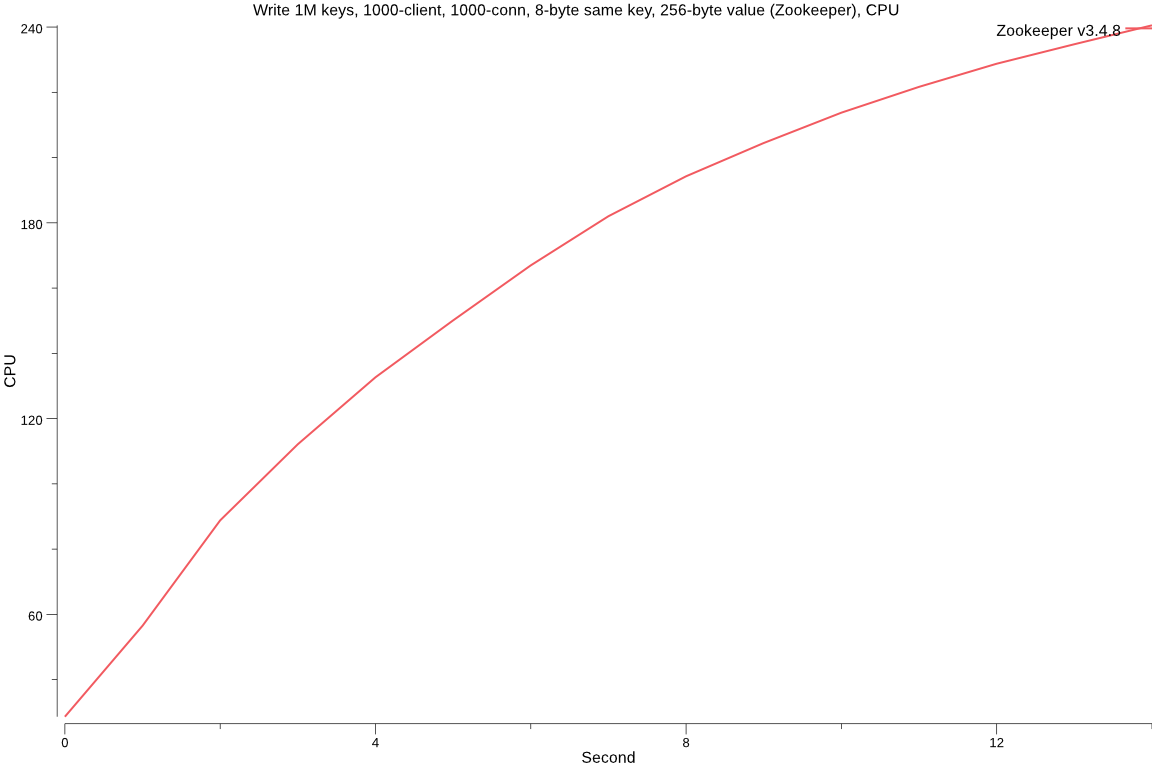 Write 1M keys, 1000-client, 1000-conn, 8-byte same key, 256-byte value (Zookeeper), CPU
Zookeeper v3.4.8
240
180
120
60
CPU
0 4 8 12
Second